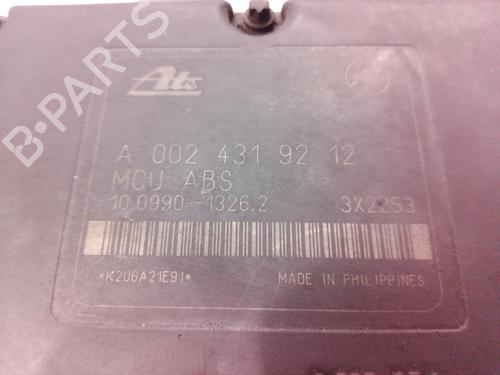 B-PARTS
Ate
A 002 431 92 12
MCU ABS
10.0990-1326.2 3X2253
*K2U6A21E91*
MADE IN PHILIPPINES